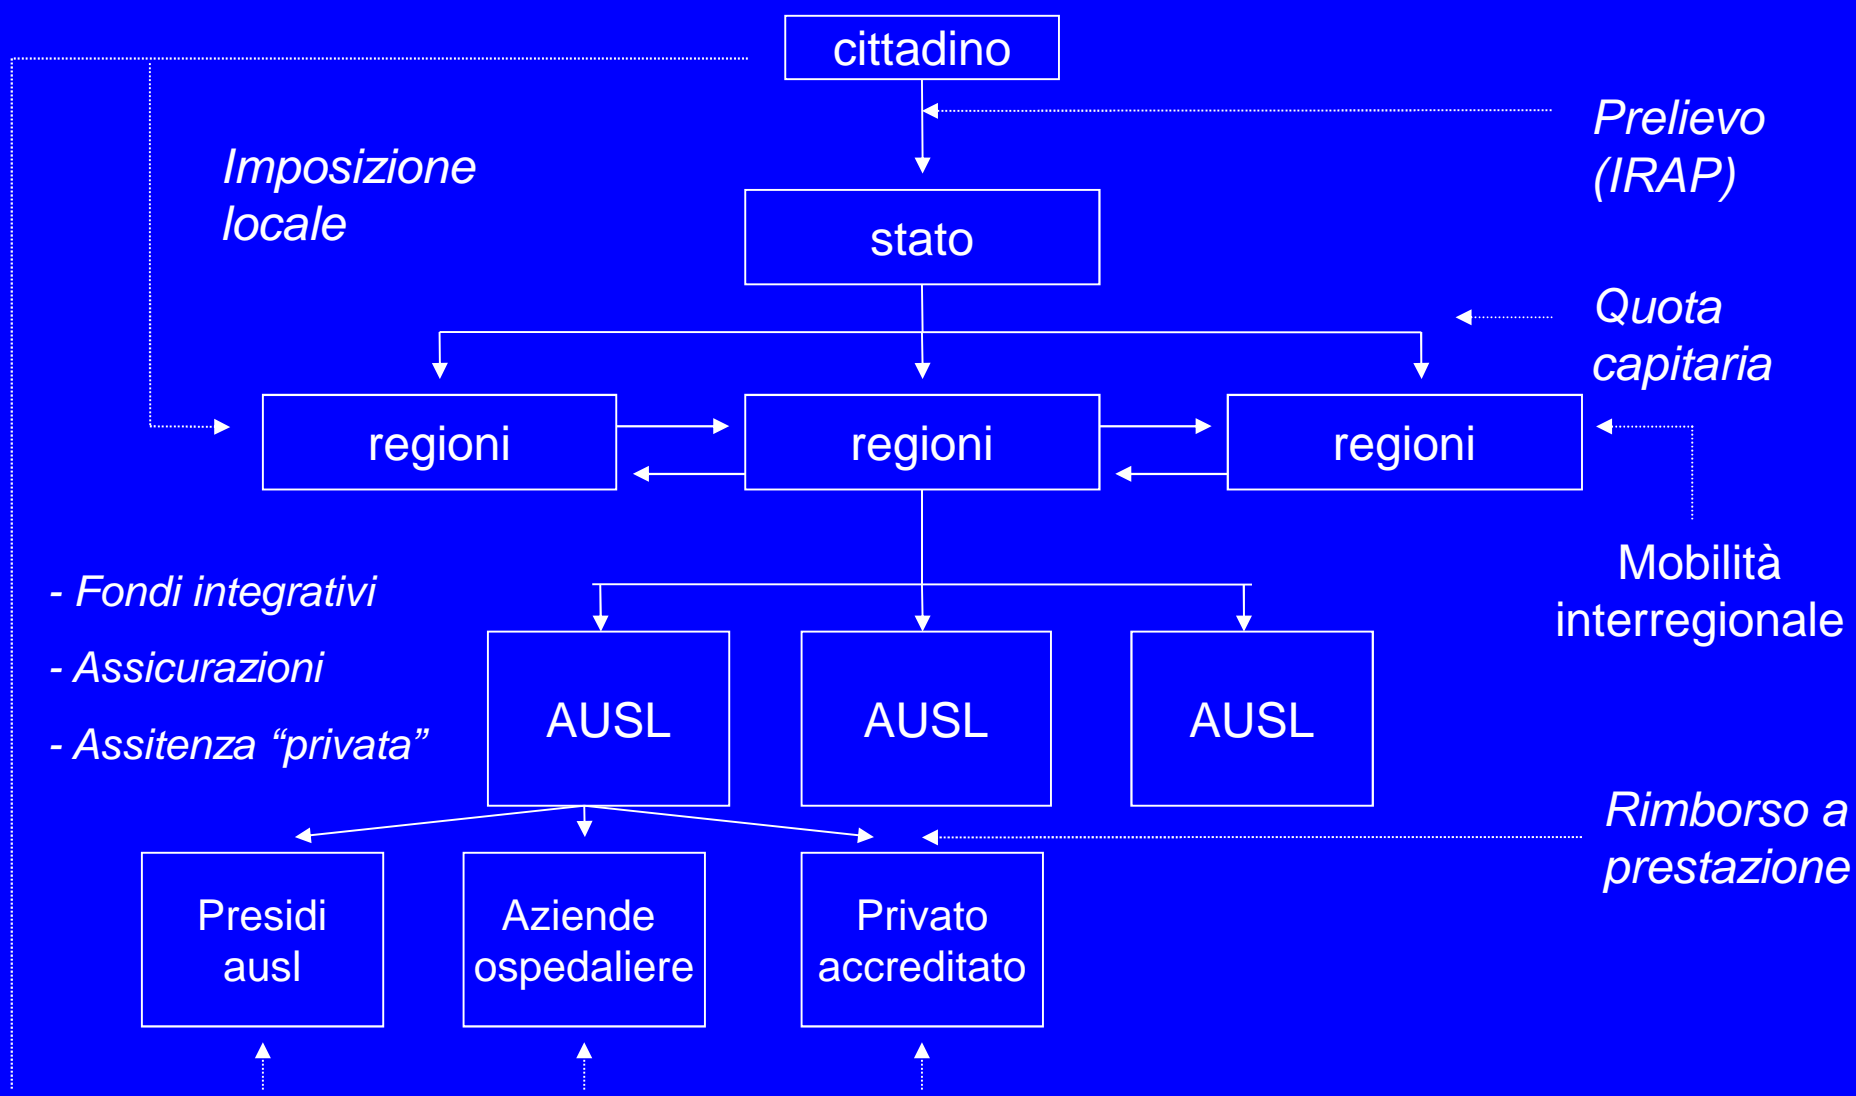 cittadino
Prelievo
(IRAP)
Imposizione
locale
stato
Quota
capitaria
regioni
regioni
regioni
Mobilità
interregionale
- Fondi integrativi
- Assicurazioni
- Assitenza “privata”
AUSL
AUSL
AUSL
Rimborso a
prestazione
Presidi
ausl
Aziende
ospedaliere
Privato
accreditato